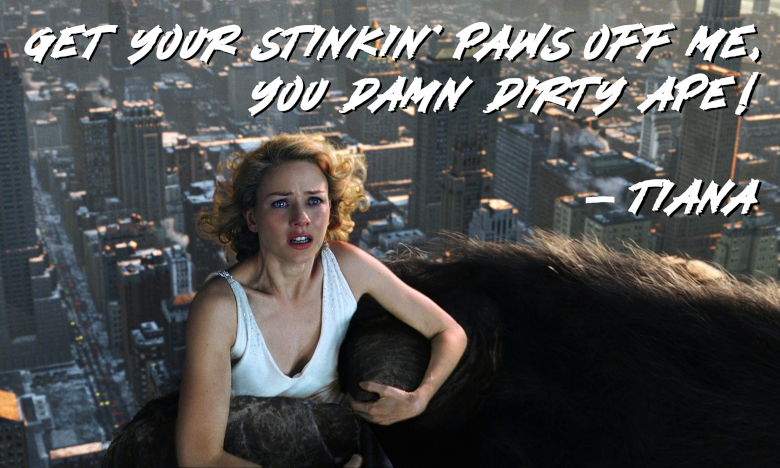 GET YOUR STINKIN' PAWS OFF ME,
YOU DAMN DIRTY APE!
– TIANA